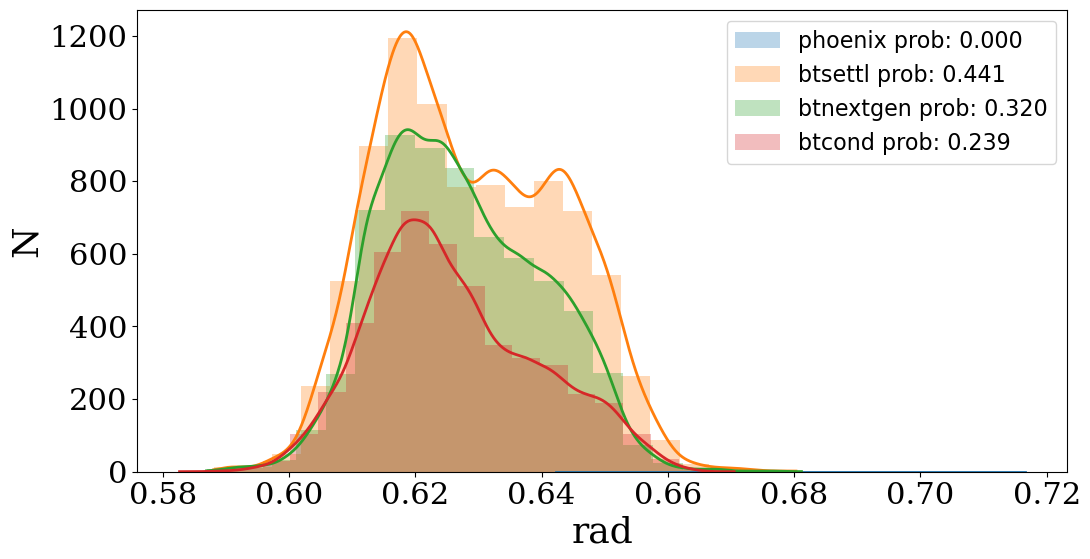 1200
1000
800
600
400
200
0
N
phoenix prob: 0.000
btsettl prob: 0.441
btnextgen prob: 0.320
btcond prob: 0.239
0.58 0.60 0.62 0.64 0.66 0.68 0.70 0.72
rad